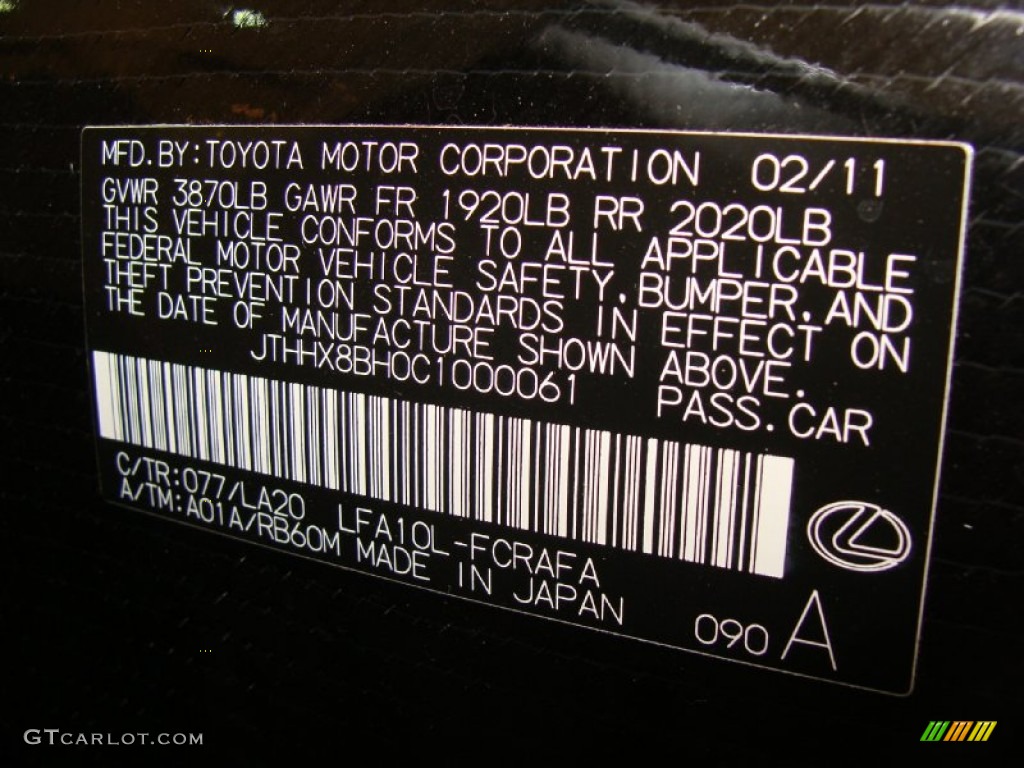 MFD.BY:TOYOTA MOTOR CORPORATION 02/11
GVWR 3870LB GAWR FR 1920LB RR 2020LB
THIS VEHICLE CONFORMS TO ALL APPLICABLE
FEDERAL MOTOR VEHICLE SAFETY,BUMPER,AND
THEFT PREVENTION STANDARDS IN EFFECT ON
THE DATE OF MANUFACTURE SHOWN ABOVE.
JTHHX8BH0C1000061 PASS.CAR
C/TR:077/LA20 LFA10L-FCRAFA
A/TM:A01A/RB60M MADE IN JAPAN
090 A
GTCARLOT.COM